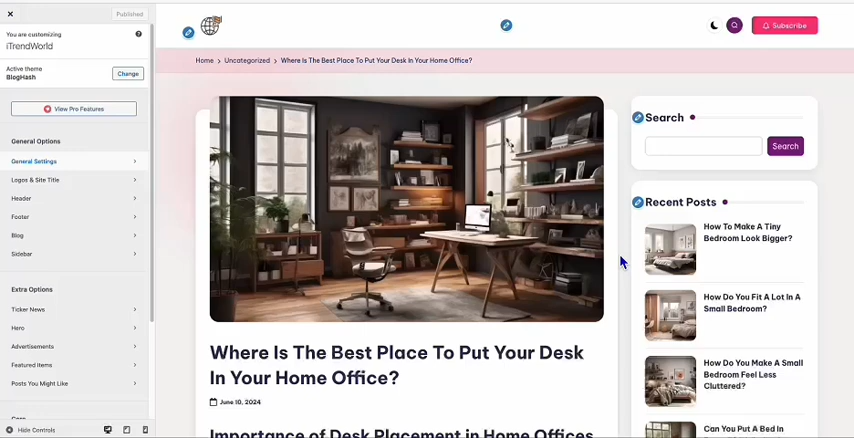 Published
You are customizing
iTrendWorld
Active theme
BlogHash
Change
View Pro Features
General Options
General Settings
Logos & Site Title
Header
Footer
Blog
Sidebar
Extra Options
Ticker News
Hero
Advertisements
Featured Items
Posts You Might Like
Core
Hide Controls
Subscribe
Home > Uncategorized > Where Is The Best Place To Put Your Desk In Your Home Office?
Where Is The Best Place To Put Your Desk
In Your Home Office?
June 10, 2024
Importance of Desk Placement in Home Offices
Search
Search
Recent Posts
How To Make A Tiny
Bedroom Look Bigger?
How Do You Fit A Lot In A
Small Bedroom?
How Do You Make A Small
Bedroom Feel Less
Cluttered?
Can You Put A Bed In